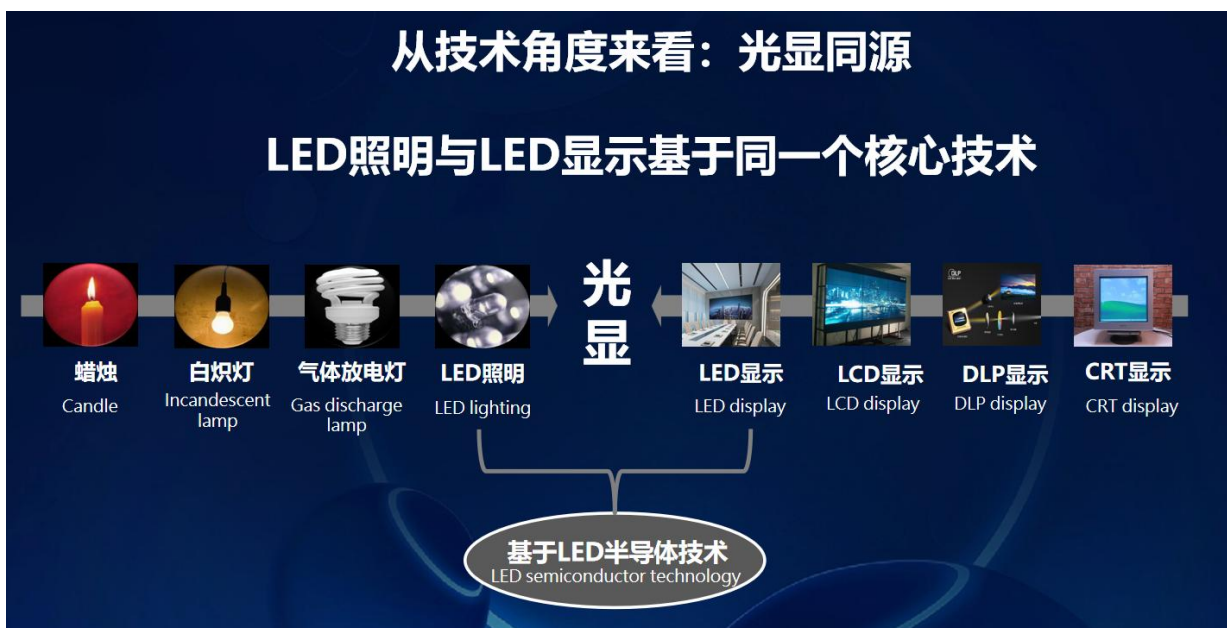 从技术角度来看：光显同源
LED照明与LED显示基于同一个核心技术
光
显
蜡烛
Candle
白炽灯
Incandescent
lamp
气体放电灯
Gas discharge
lamp
LED照明
LED lighting
LED显示
LED display
LCD显示
LCD display
DLP
DLP显示
DLP display
CRT显示
CRT display
基于LED半导体技术
LED semiconductor technology